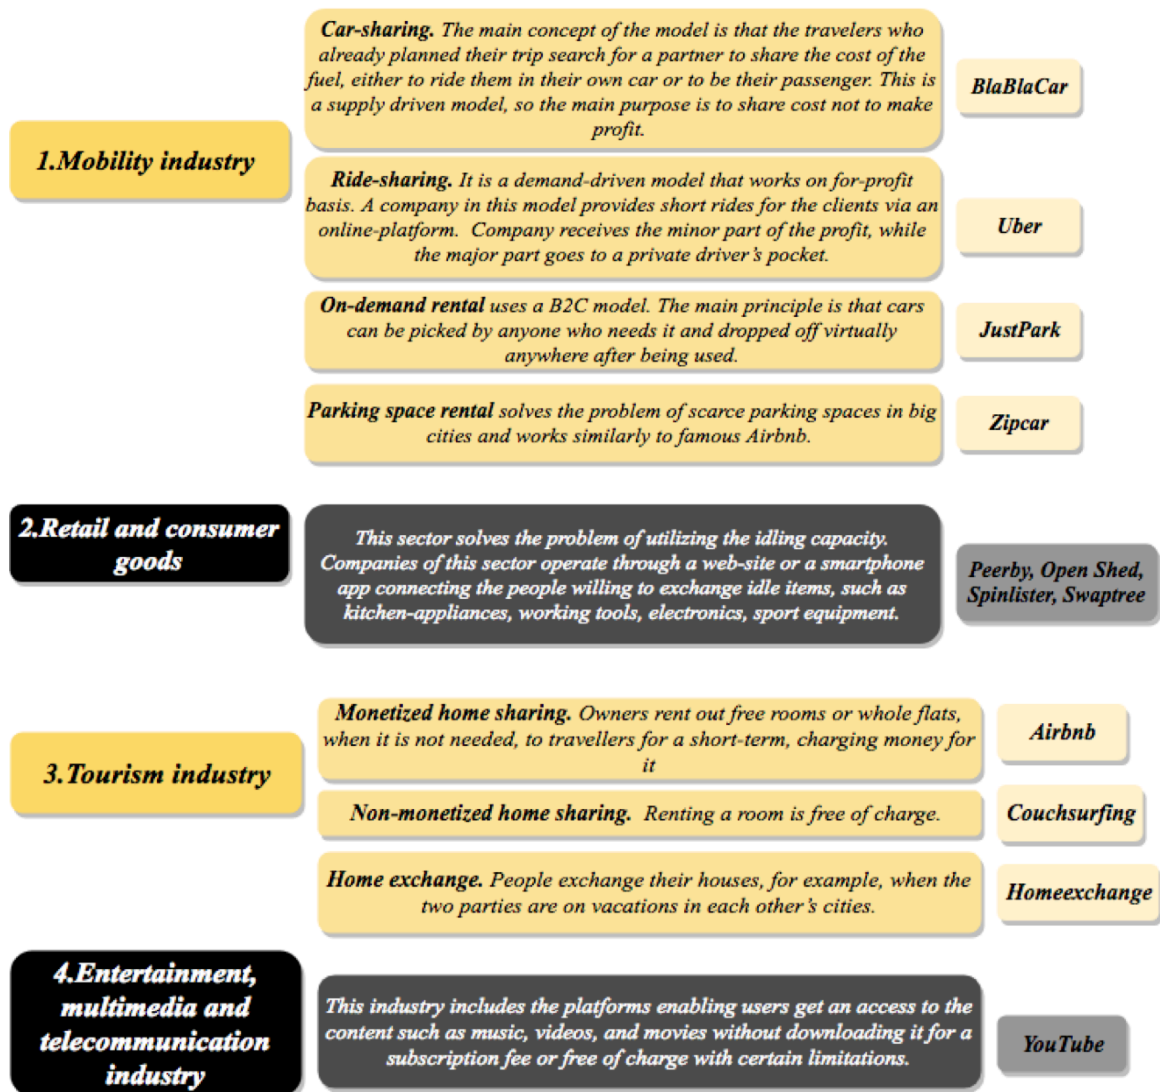 Car-sharing. The main concept of the model is that the travelers who
already planned their trip search for a partner to share the cost of the
fuel, either to ride them in their own car or to be their passenger. This is
a supply driven model, so the main purpose is to share cost not to make
profit.
BlaBlaCar
1.Mobility industry
Ride-sharing. It is a demand-driven model that works on for-profit
basis. A company in this model provides short rides for the clients via an
online-platform. Company receives the minor part of the profit, while
the major part goes to a private driver's pocket.
Uber
On-demand rental uses a B2C model. The main principle is that cars
can be picked by anyone who needs it and dropped off virtually
anywhere after being used.
JustPark
Parking space rental solves the problem of scarce parking spaces in big
cities and works similarly to famous Airbnb.
Zipcar
2.Retail and consumer
goods
This sector solves the problem of utilizing the idling capacity.
Companies of this sector operate through a web-site or a smartphone
app connecting the people willing to exchange idle items, such as
kitchen-appliances, working tools, electronics, sport equipment.
Peerby, Open Shed,
Spinlister, Swaptree
3.Tourism industry
Monetized home sharing. Owners rent out free rooms or whole flats,
when it is not needed, to travellers for a short-term, charging money for
it
Airbnb
Non-monetized home sharing. Renting a room is free of charge.
Couchsurfing
Home exchange. People exchange their houses, for example, when the
two parties are on vacations in each other's cities.
Homeexchange
4.Entertainment,
multimedia and
telecommunication
industry
This industry includes the platforms enabling users get an access to the
content such as music, videos, and movies without downloading it for a
subscription fee or free of charge with certain limitations.
YouTube